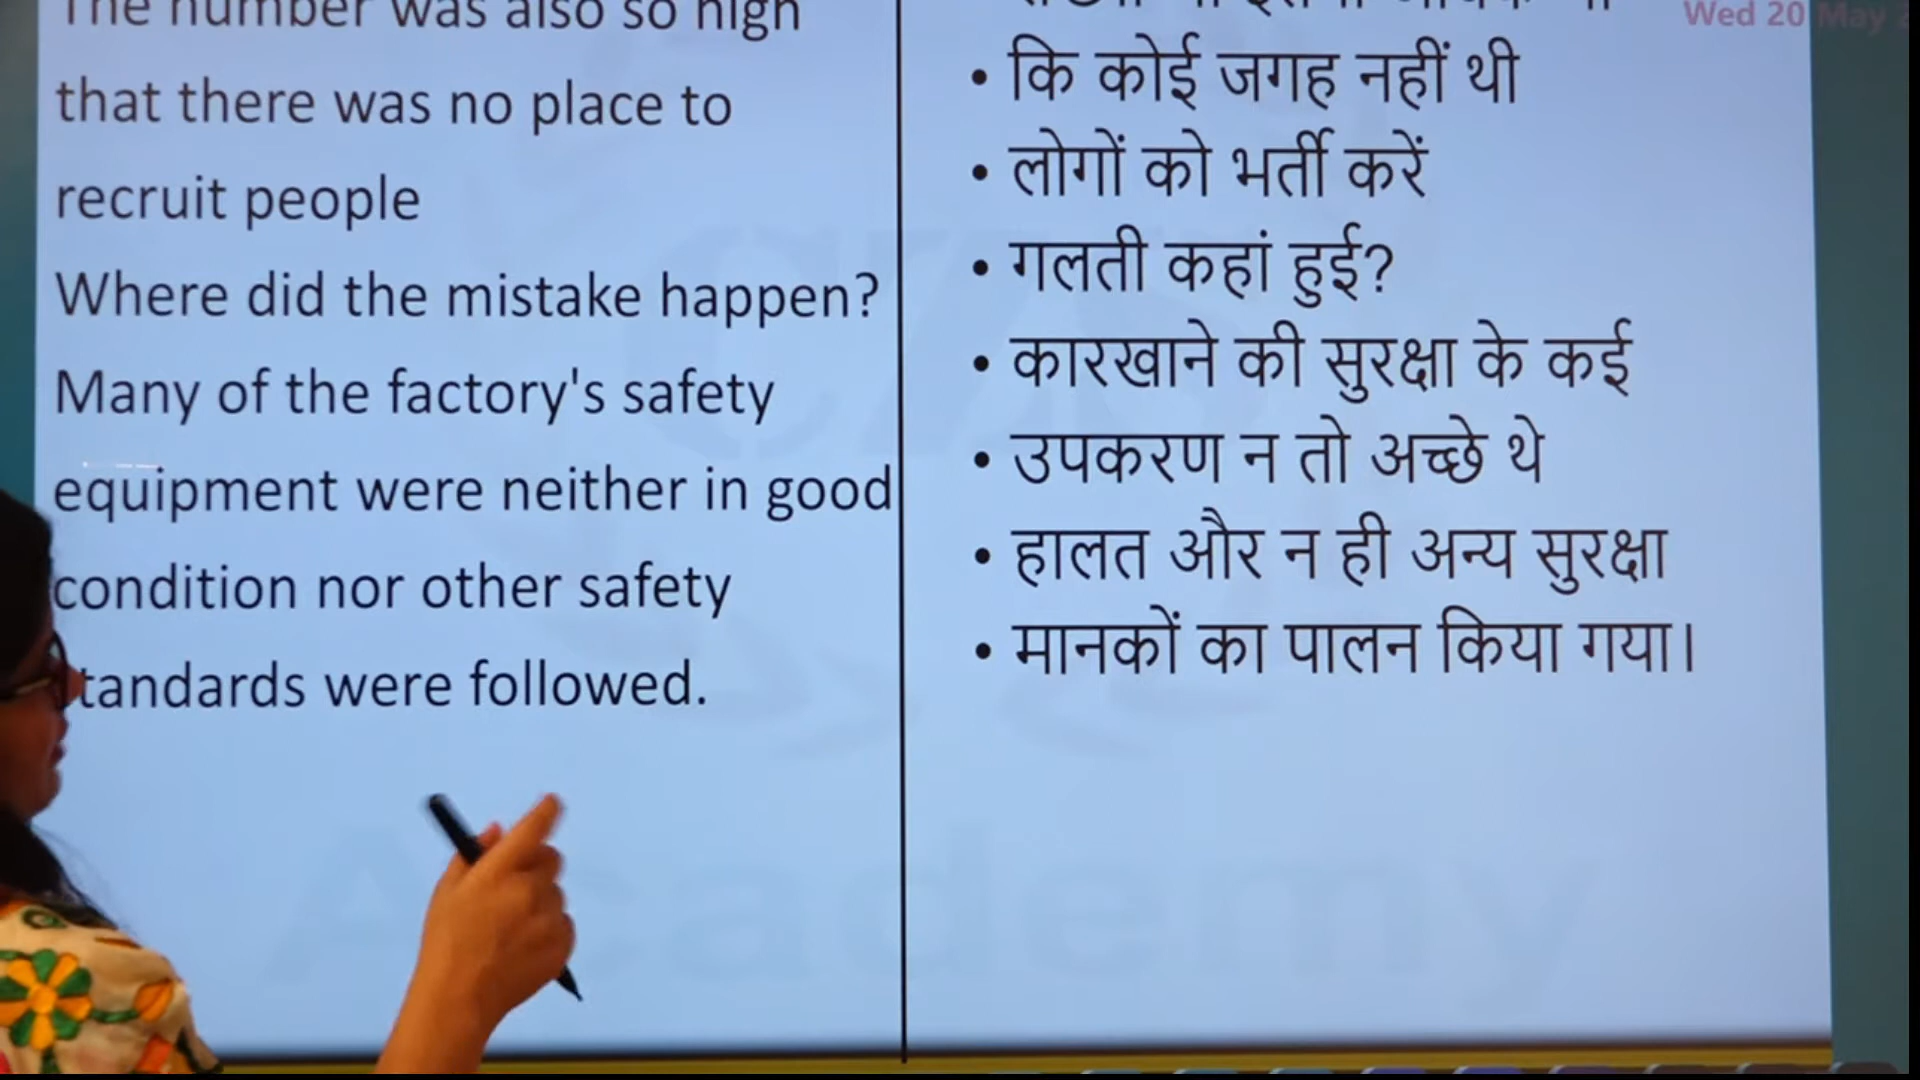 The number was also so high
that there was no place to
recruit people
Where did the mistake happen?
Many of the factory's safety
equipment were neither in good
condition nor other safety
tandards were followed.
Wed 20 May
• कि कोई जगह नहीं थी
• लोगों को भर्ती करें
• गलती कहां हुई?
• कारखाने की सुरक्षा के कई
• उपकरण न तो अच्छे थे
• हालत और न ही अन्य सुरक्षा
• मानकों का पालन किया गया।
Academy